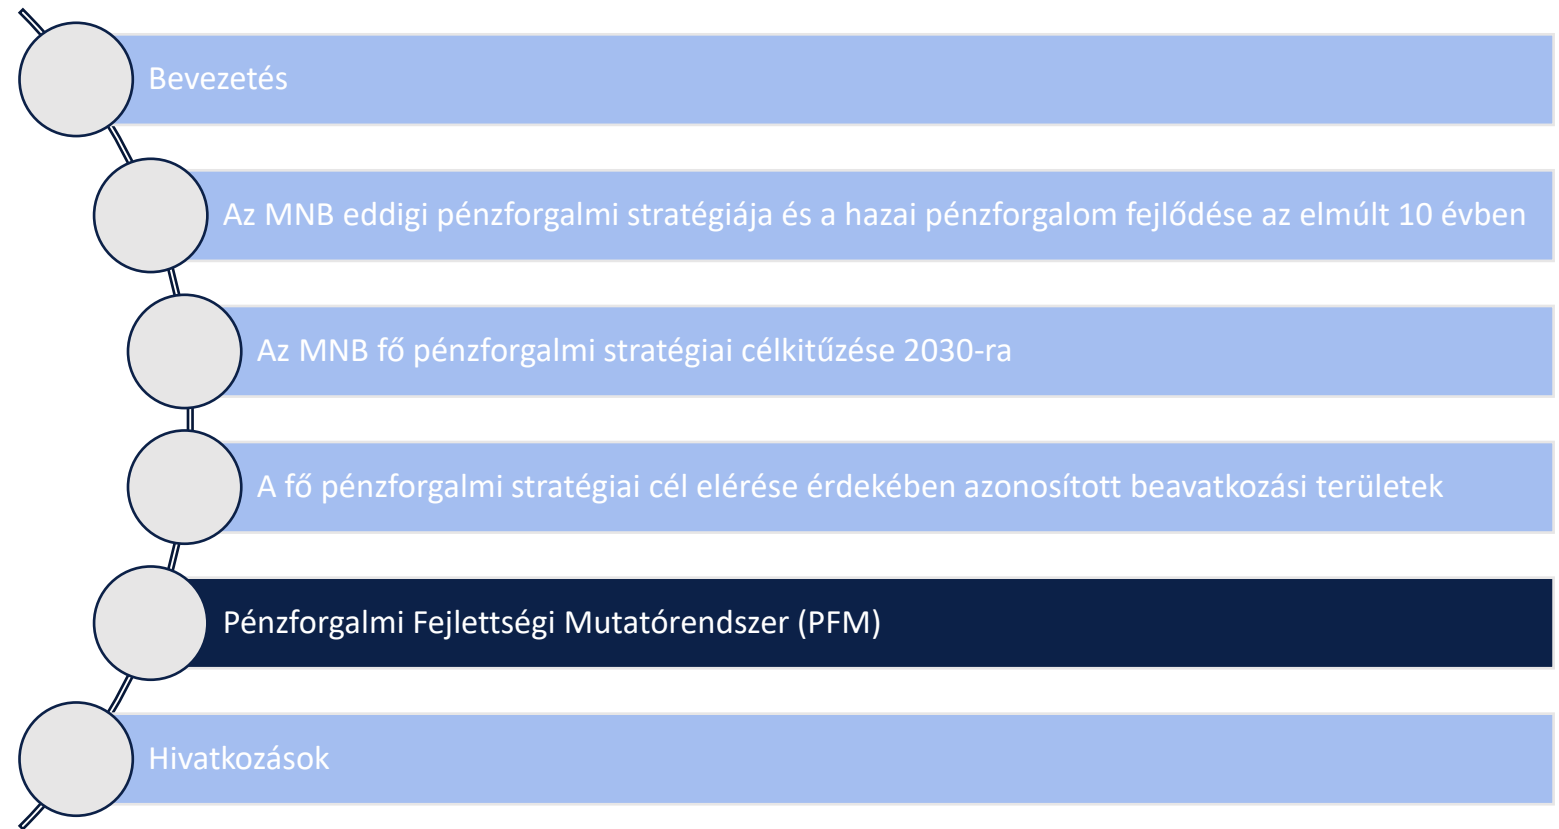 Bevezetés
Az MNB eddigi pénzforgalmi stratégiája és a hazai pénzforgalom fejlődése az elmúlt 10 évben
Az MNB fő pénzforgalmi stratégiai célkitűzése 2030-ra
A fő pénzforgalmi stratégiai cél elérése érdekében azonosított beavatkozási területek
Pénzforgalmi Fejlettségi Mutatórendszer (PFM)
Hivatkozások